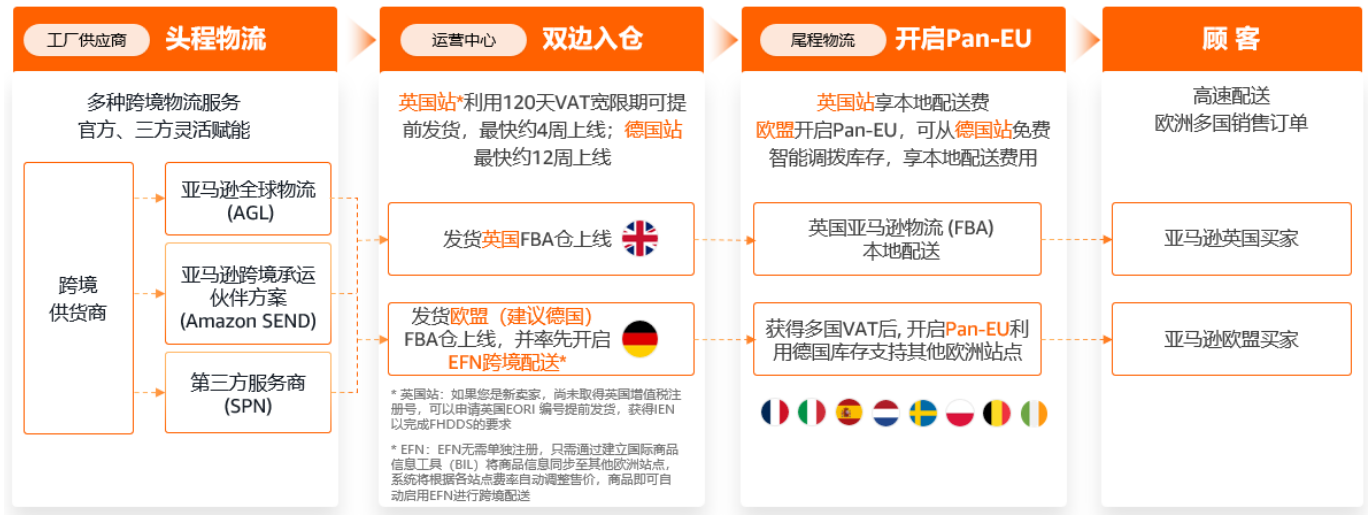 工厂供应商 头程物流
多种跨境物流服务
官方、三方灵活赋能
跨境
供货商
亚马逊全球物流
(AGL)
亚马逊跨境承运
伙伴方案
(Amazon SEND)
第三方服务商
(SPN)
运营中心 双边入仓
英国站*利用120天VAT宽限期可提
前发货，最快约4周上线；德国站
最快约12周上线
发货英国FBA仓上线
发货欧盟（建议德国）
FBA仓上线，并率先开启
EFN跨境配送*
* 英国站：如果您是新卖家，尚未取得英国增值税注
册号，可以申请英国EORI 编号提前发货，获得IEN
以完成FHDDS的要求
* EFN：EFN无需单独注册，只需通过建立国际商品
信息工具（BIL）将商品信息同步至其他欧洲站点，
系统将根据各站点费率自动调整售价，商品即可自
动启用EFN进行跨境配送
尾程物流 开启Pan-EU
英国站享本地配送费
欧盟开启Pan-EU，可从德国站免费
智能调拨库存，享本地配送费用
英国亚马逊物流 (FBA)
本地配送
获得多国VAT后, 开启Pan-EU利
用德国库存支持其他欧洲站点
顾 客
高速配送
欧洲多国销售订单
亚马逊英国买家
亚马逊欧盟买家